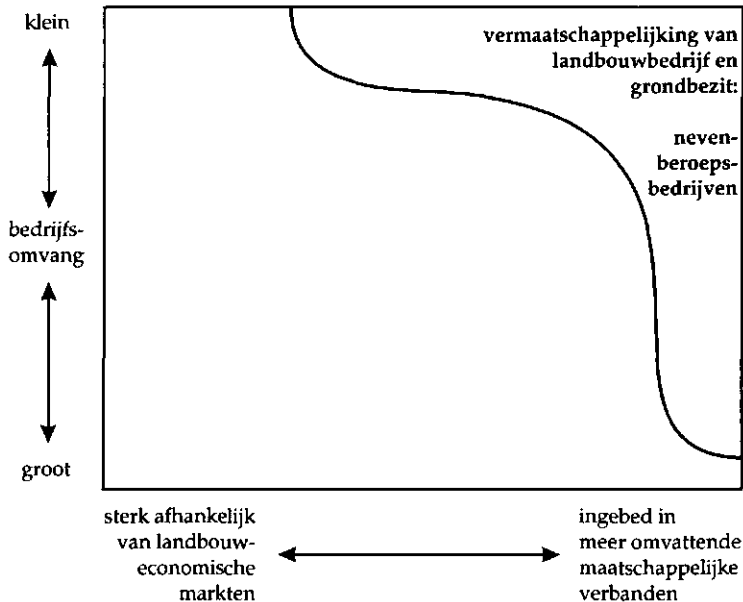 klein
vermaatschappelijking van
landbouwbedrijf en
grondbezit:
neven-
beroeps-
bedrijven
bedrijfs-
omvang
groot
sterk afhankelijk
van landbouw-
economische
markten
ingebed in
meer omvattende
maatschappelijke
verbanden